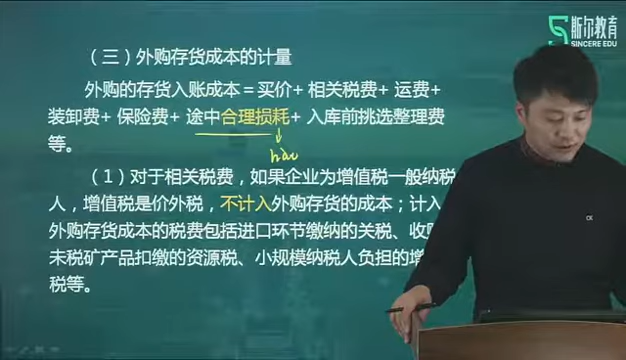 斯尔教育
SINCERE EDU
（三）外购存货成本的计量
外购的存货入账成本＝买价+ 相关税费+ 运费+
装卸费+ 保险费+ 途中合理损耗+ 入库前挑选整理费
等。
hào
（1）对于相关税费，如果企业为增值税一般纳税
人，增值税是价外税，不计入外购存货的成本；计入
外购存货成本的税费包括进口环节缴纳的关税、收
未税矿产品扣缴的资源税、小规模纳税人负担的
税等。